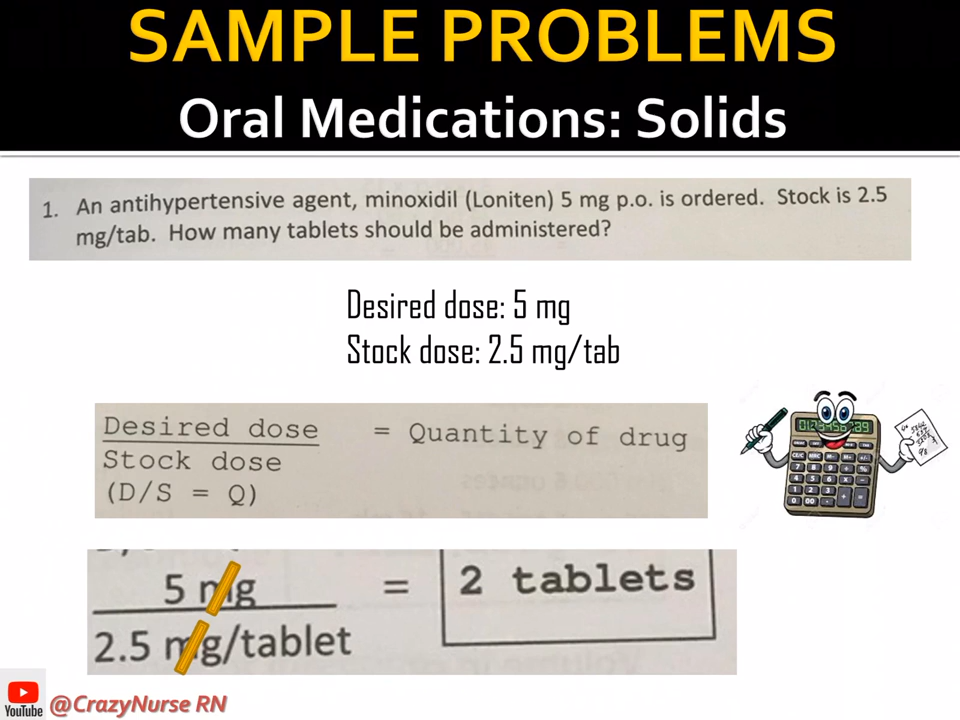 SAMPLE PROBLEMS
Oral Medications: Solids
1. An antihypertensive agent, minoxidil (Loniten) 5 mg p.o. is ordered. Stock is 2.5
mg/tab. How many tablets should be administered?
Desired dose: 5 mg
Stock dose: 2.5 mg/tab
Desired dose = Quantity of drug
Stock dose
(D/S = Q)
5 mg = 2 tablets
2.5 mg/tablet
YouTube @CrazyNurse RN